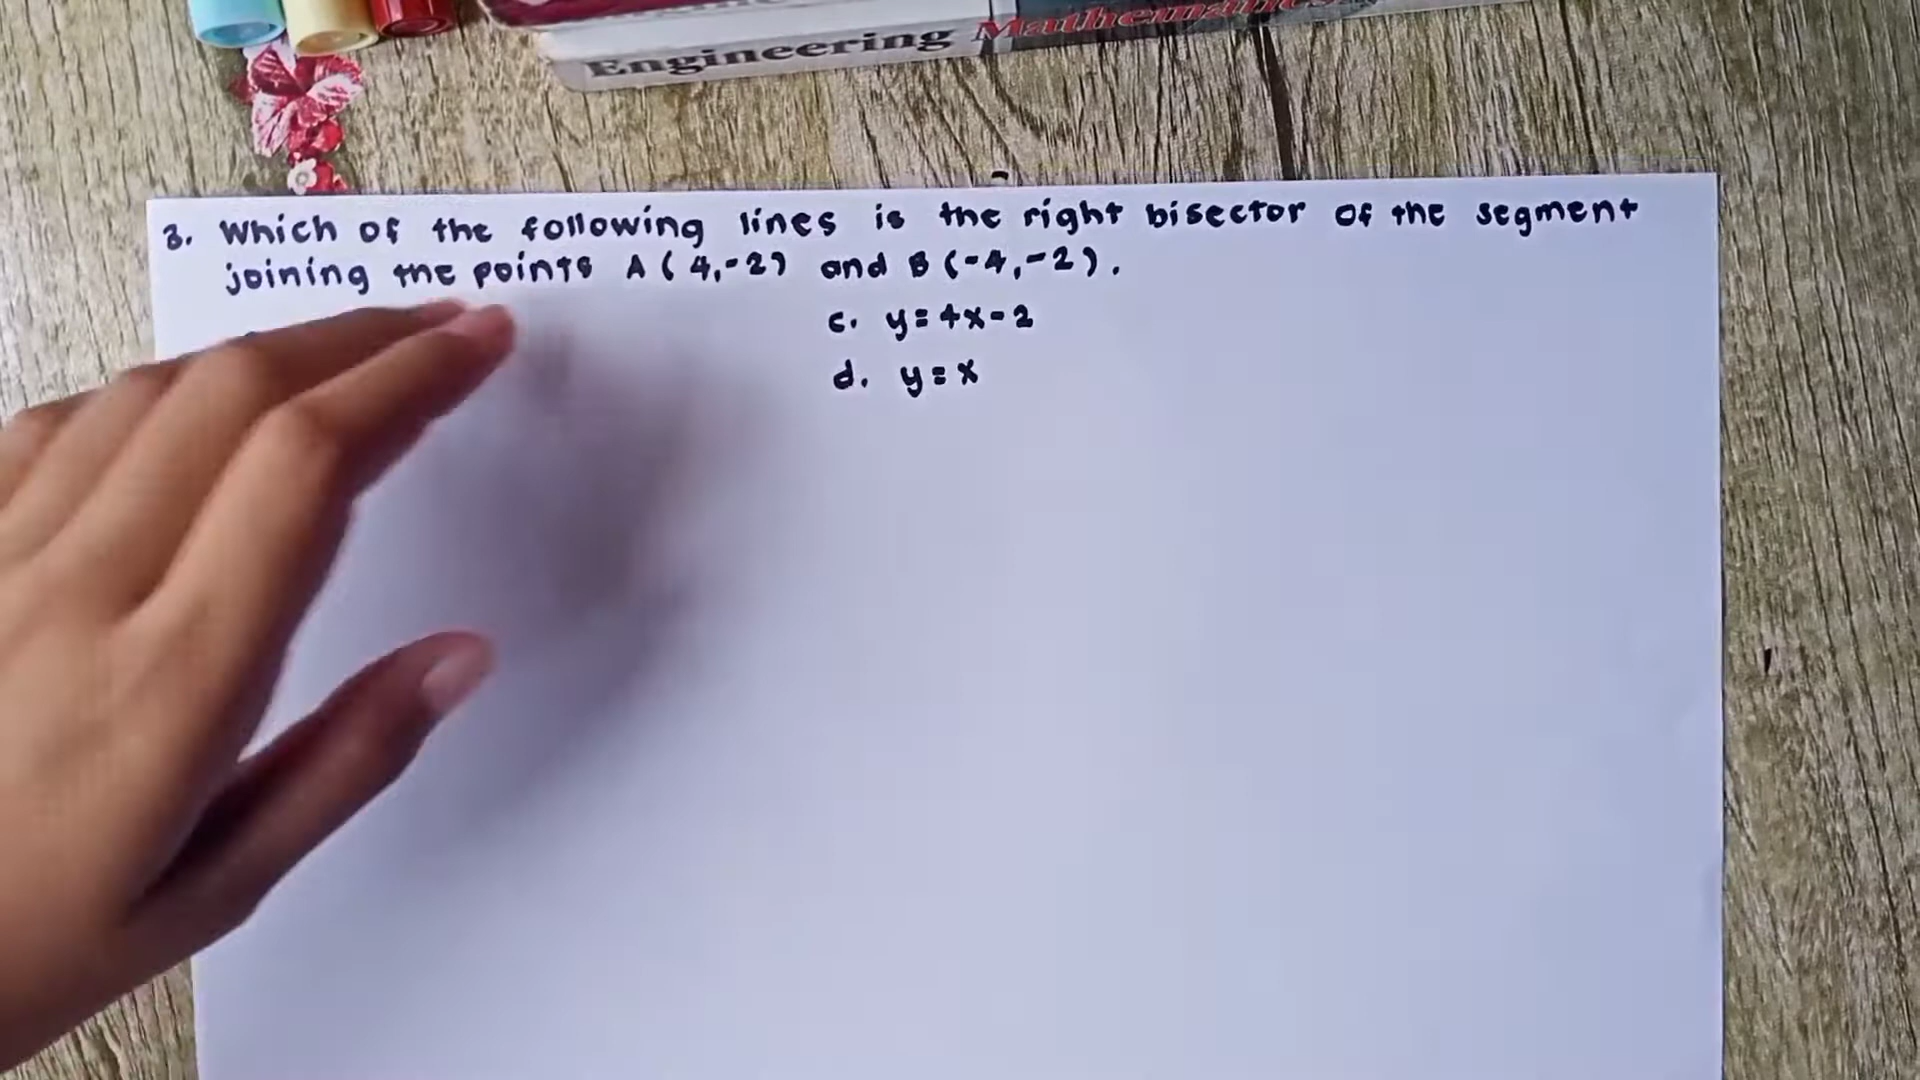 Engineering Mathematics
3. Which of the following lines is the right bisector of the segment
joining the points A(4,-2) and B(-4,-2).
c. y=4x-2
d. y=x